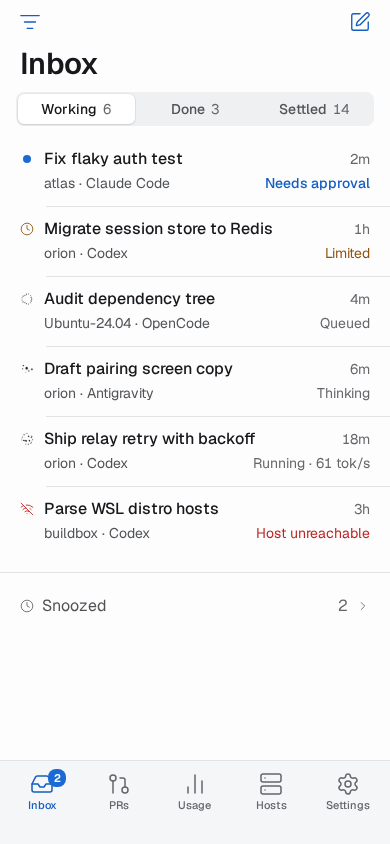 Inbox
Working 6 Done 3 Settled 14
Fix flaky auth test 2m
atlas · Claude Code Needs approval
Migrate session store to Redis 1h
orion · Codex Limited
Audit dependency tree 4m
Ubuntu-24.04 · OpenCode Queued
Draft pairing screen copy 6m
orion · Antigravity Thinking
Ship relay retry with backoff 18m
orion · Codex Running · 61 tok/s
Parse WSL distro hosts 3h
buildbox · Codex Host unreachable
Snoozed 2
2
Inbox PRs Usage Hosts Settings